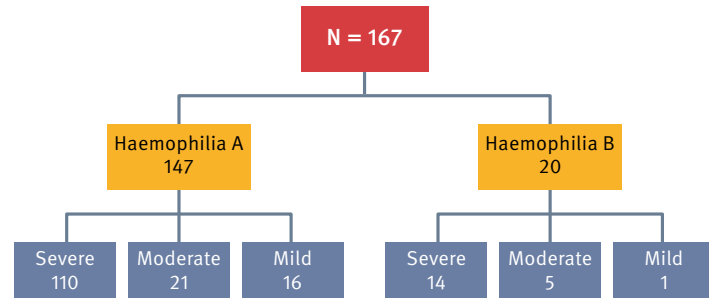 N = 167
Haemophilia A
147
Haemophilia B
20
Severe
110
Moderate
21
Mild
16
Severe
14
Moderate
5
Mild
1